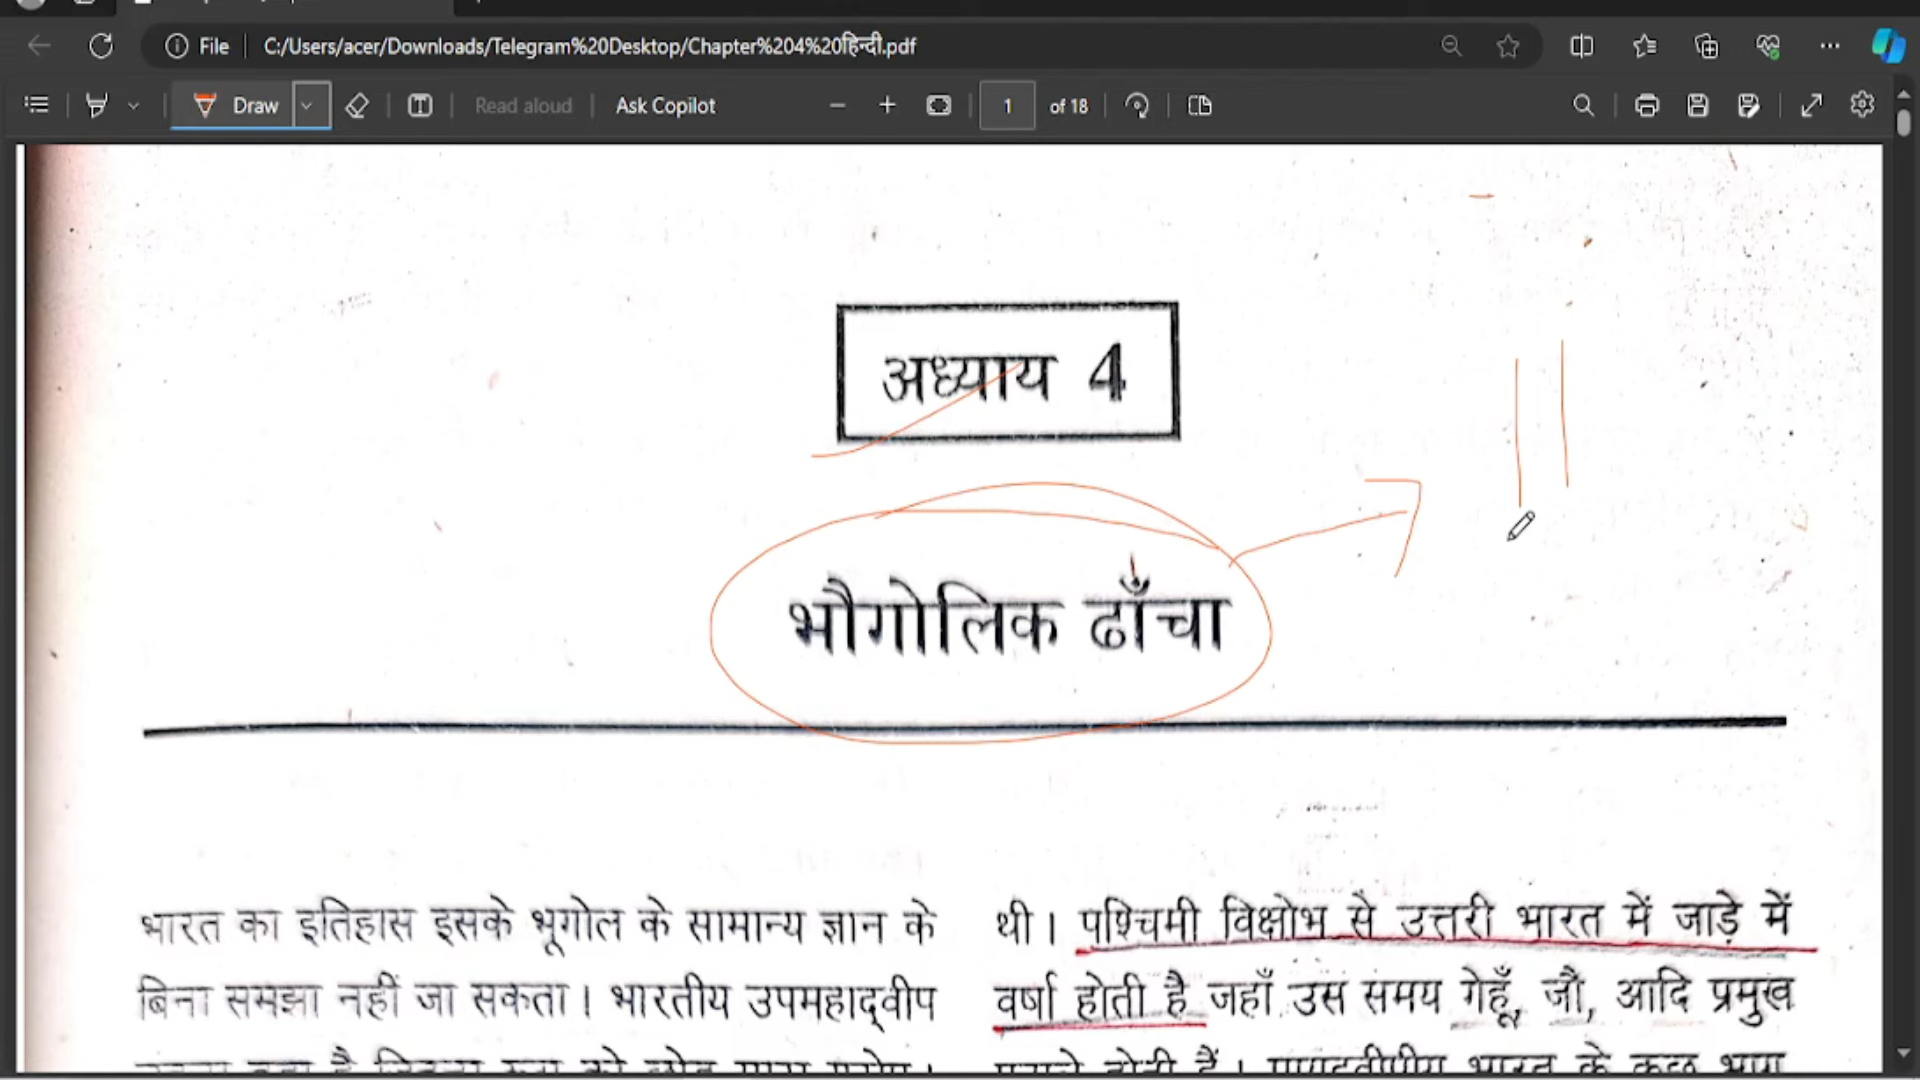 File C:/Users/acer/Downloads/Telegram%20Desktop/Chapter%204%20हिन्दी.pdf
Draw Read aloud Ask Copilot 1 of 18
अध्याय 4
भौगोलिक ढाँचा
भारत का इतिहास इसके भूगोल के सामान्य ज्ञान के
बिना समझा नहीं जा सकता। भारतीय उपमहाद्वीप
थी। पश्चिमी विक्षोभ से उत्तरी भारत में जाड़े में
वर्षा होती है जहाँ उस समय गेहूँ, जौ, आदि प्रमुख